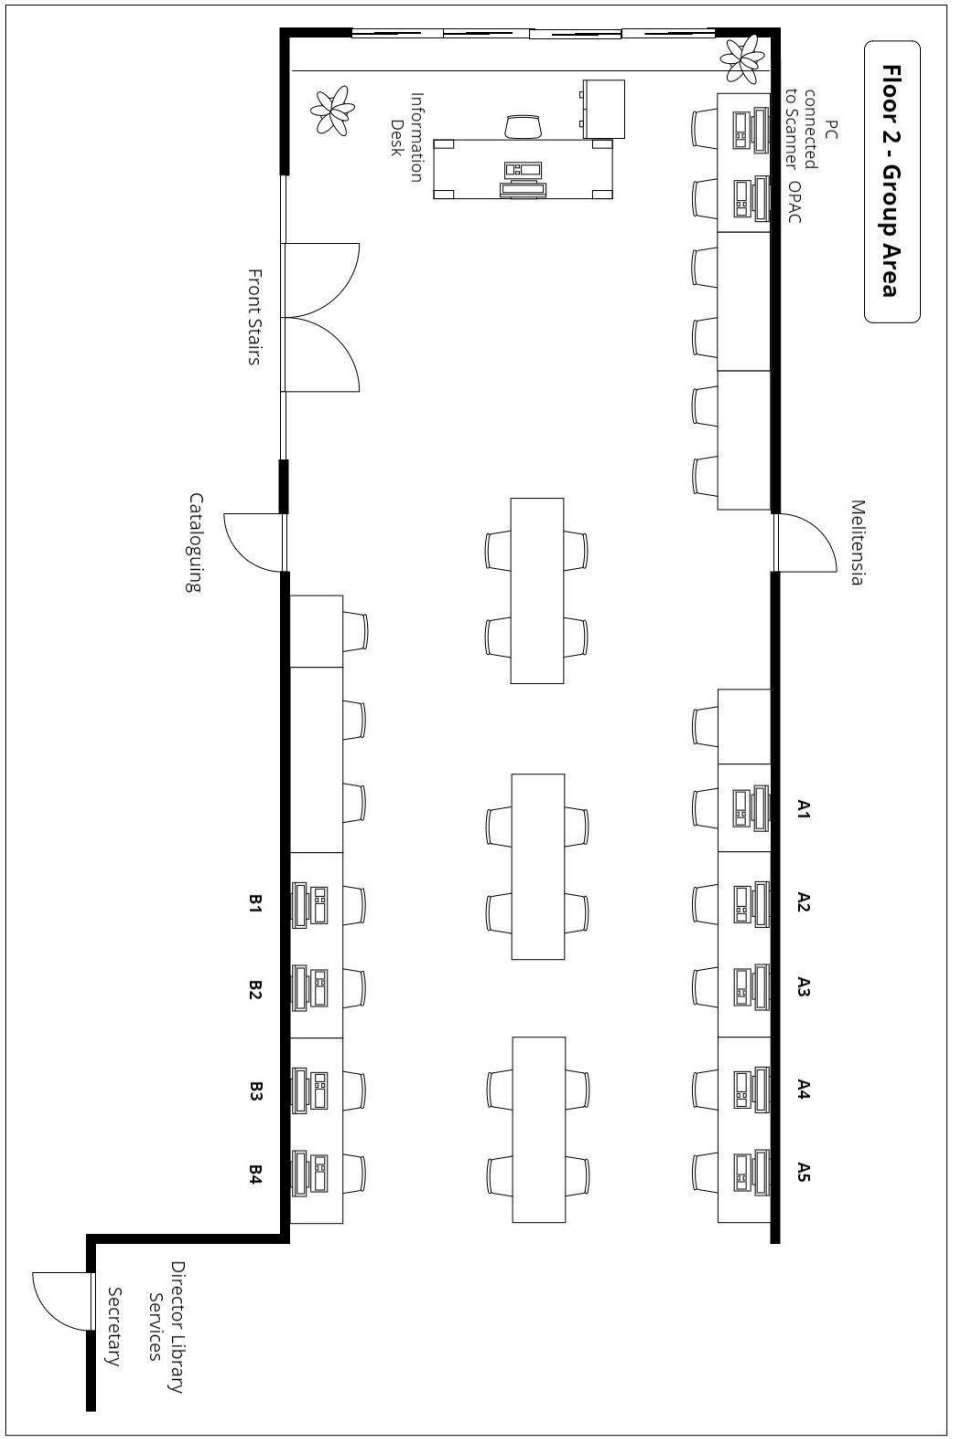 Floor 2 - Group Area
PC
connected
to Scanner
OPAC
Melitensia
A1
A2
A3
A4
A5
Information
Desk
Front Stairs
Cataloguing
B1
B2
B3
B4
Director Library
Services
Secretary